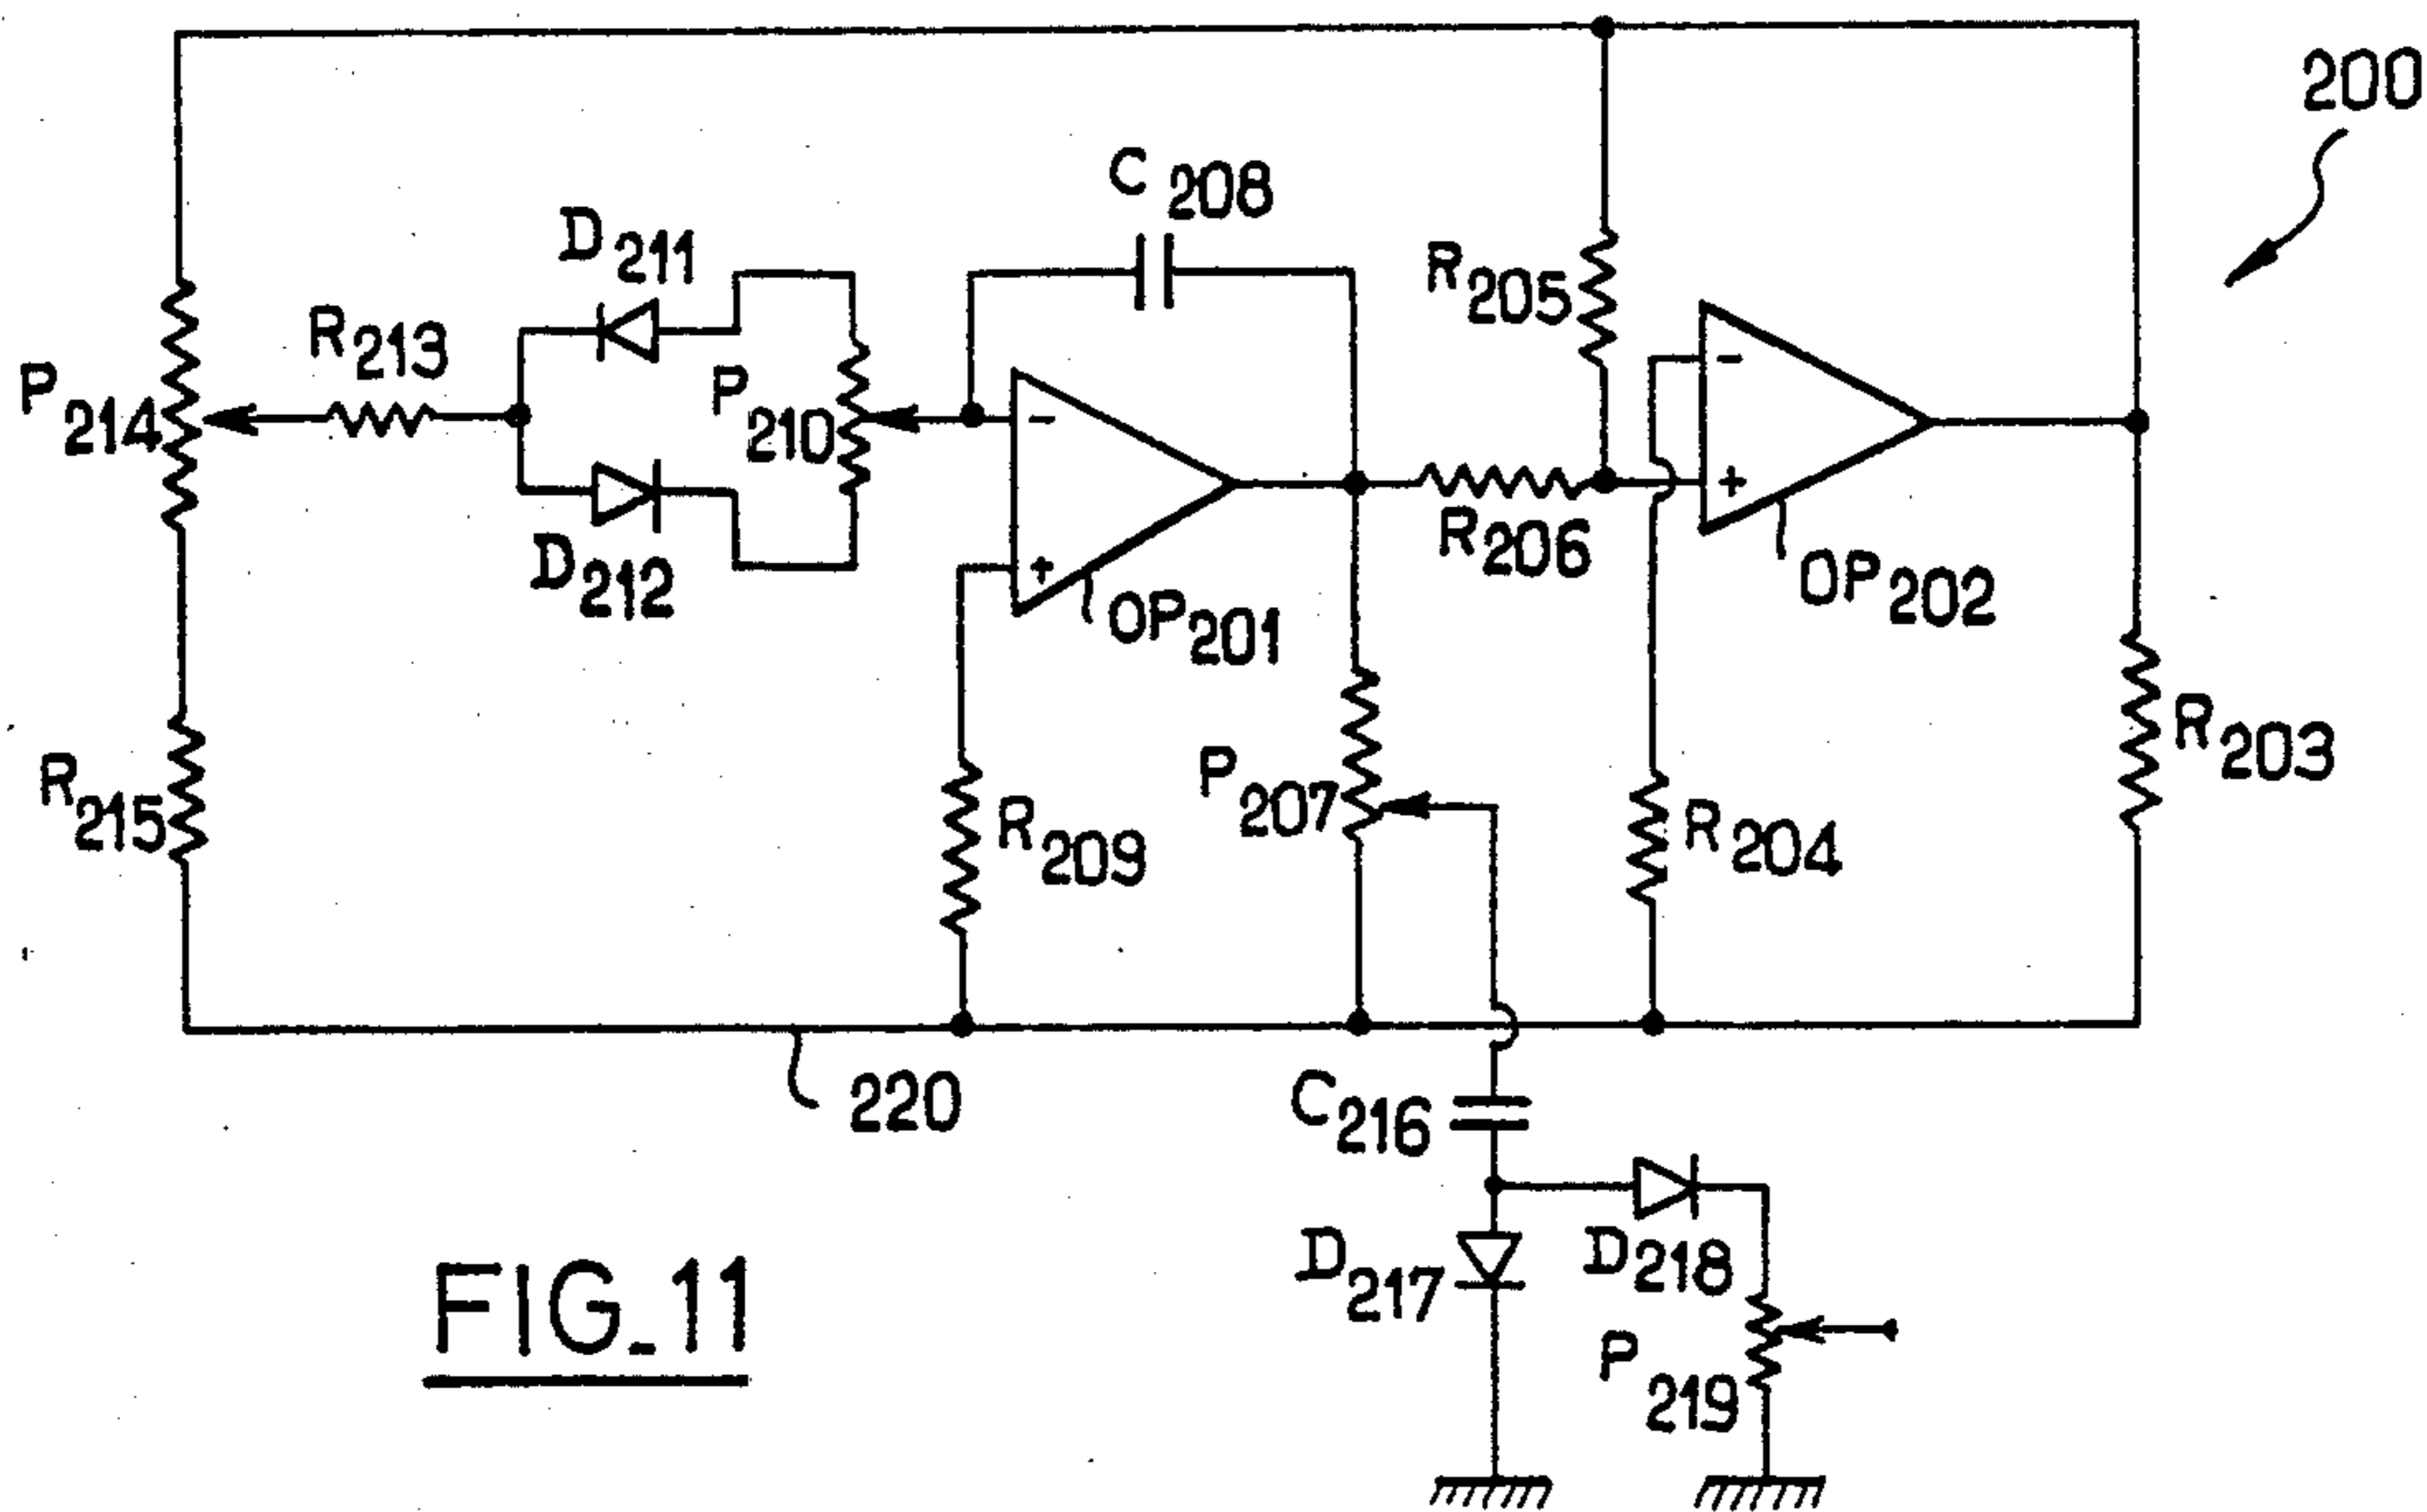 200
C 208
D 211
R 205
R 213
P 214
P 210
-
-
+
R 206
D 212
OP 202
+
OP 201
R 203
P 207
R 215
R 209
R 204
220
C 216
D 217
D 218
P 219
FIG_11